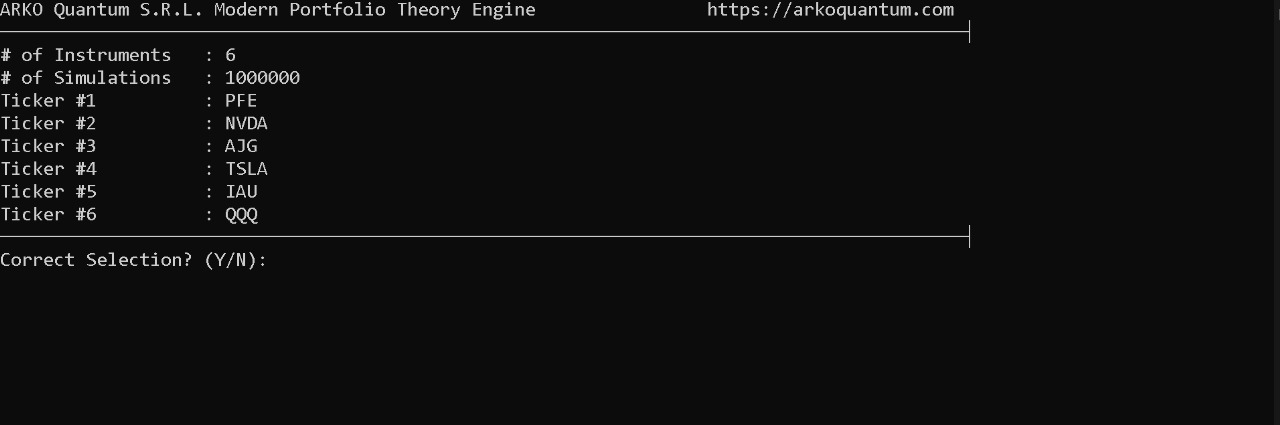 ARKO Quantum S.R.L. Modern Portfolio Theory Engine https://arkoquantum.com
# of Instruments : 6
# of Simulations : 1000000
Ticker #1 : PFE
Ticker #2 : NVDA
Ticker #3 : AJG
Ticker #4 : TSLA
Ticker #5 : IAU
Ticker #6 : QQQ
Correct Selection? (Y/N):